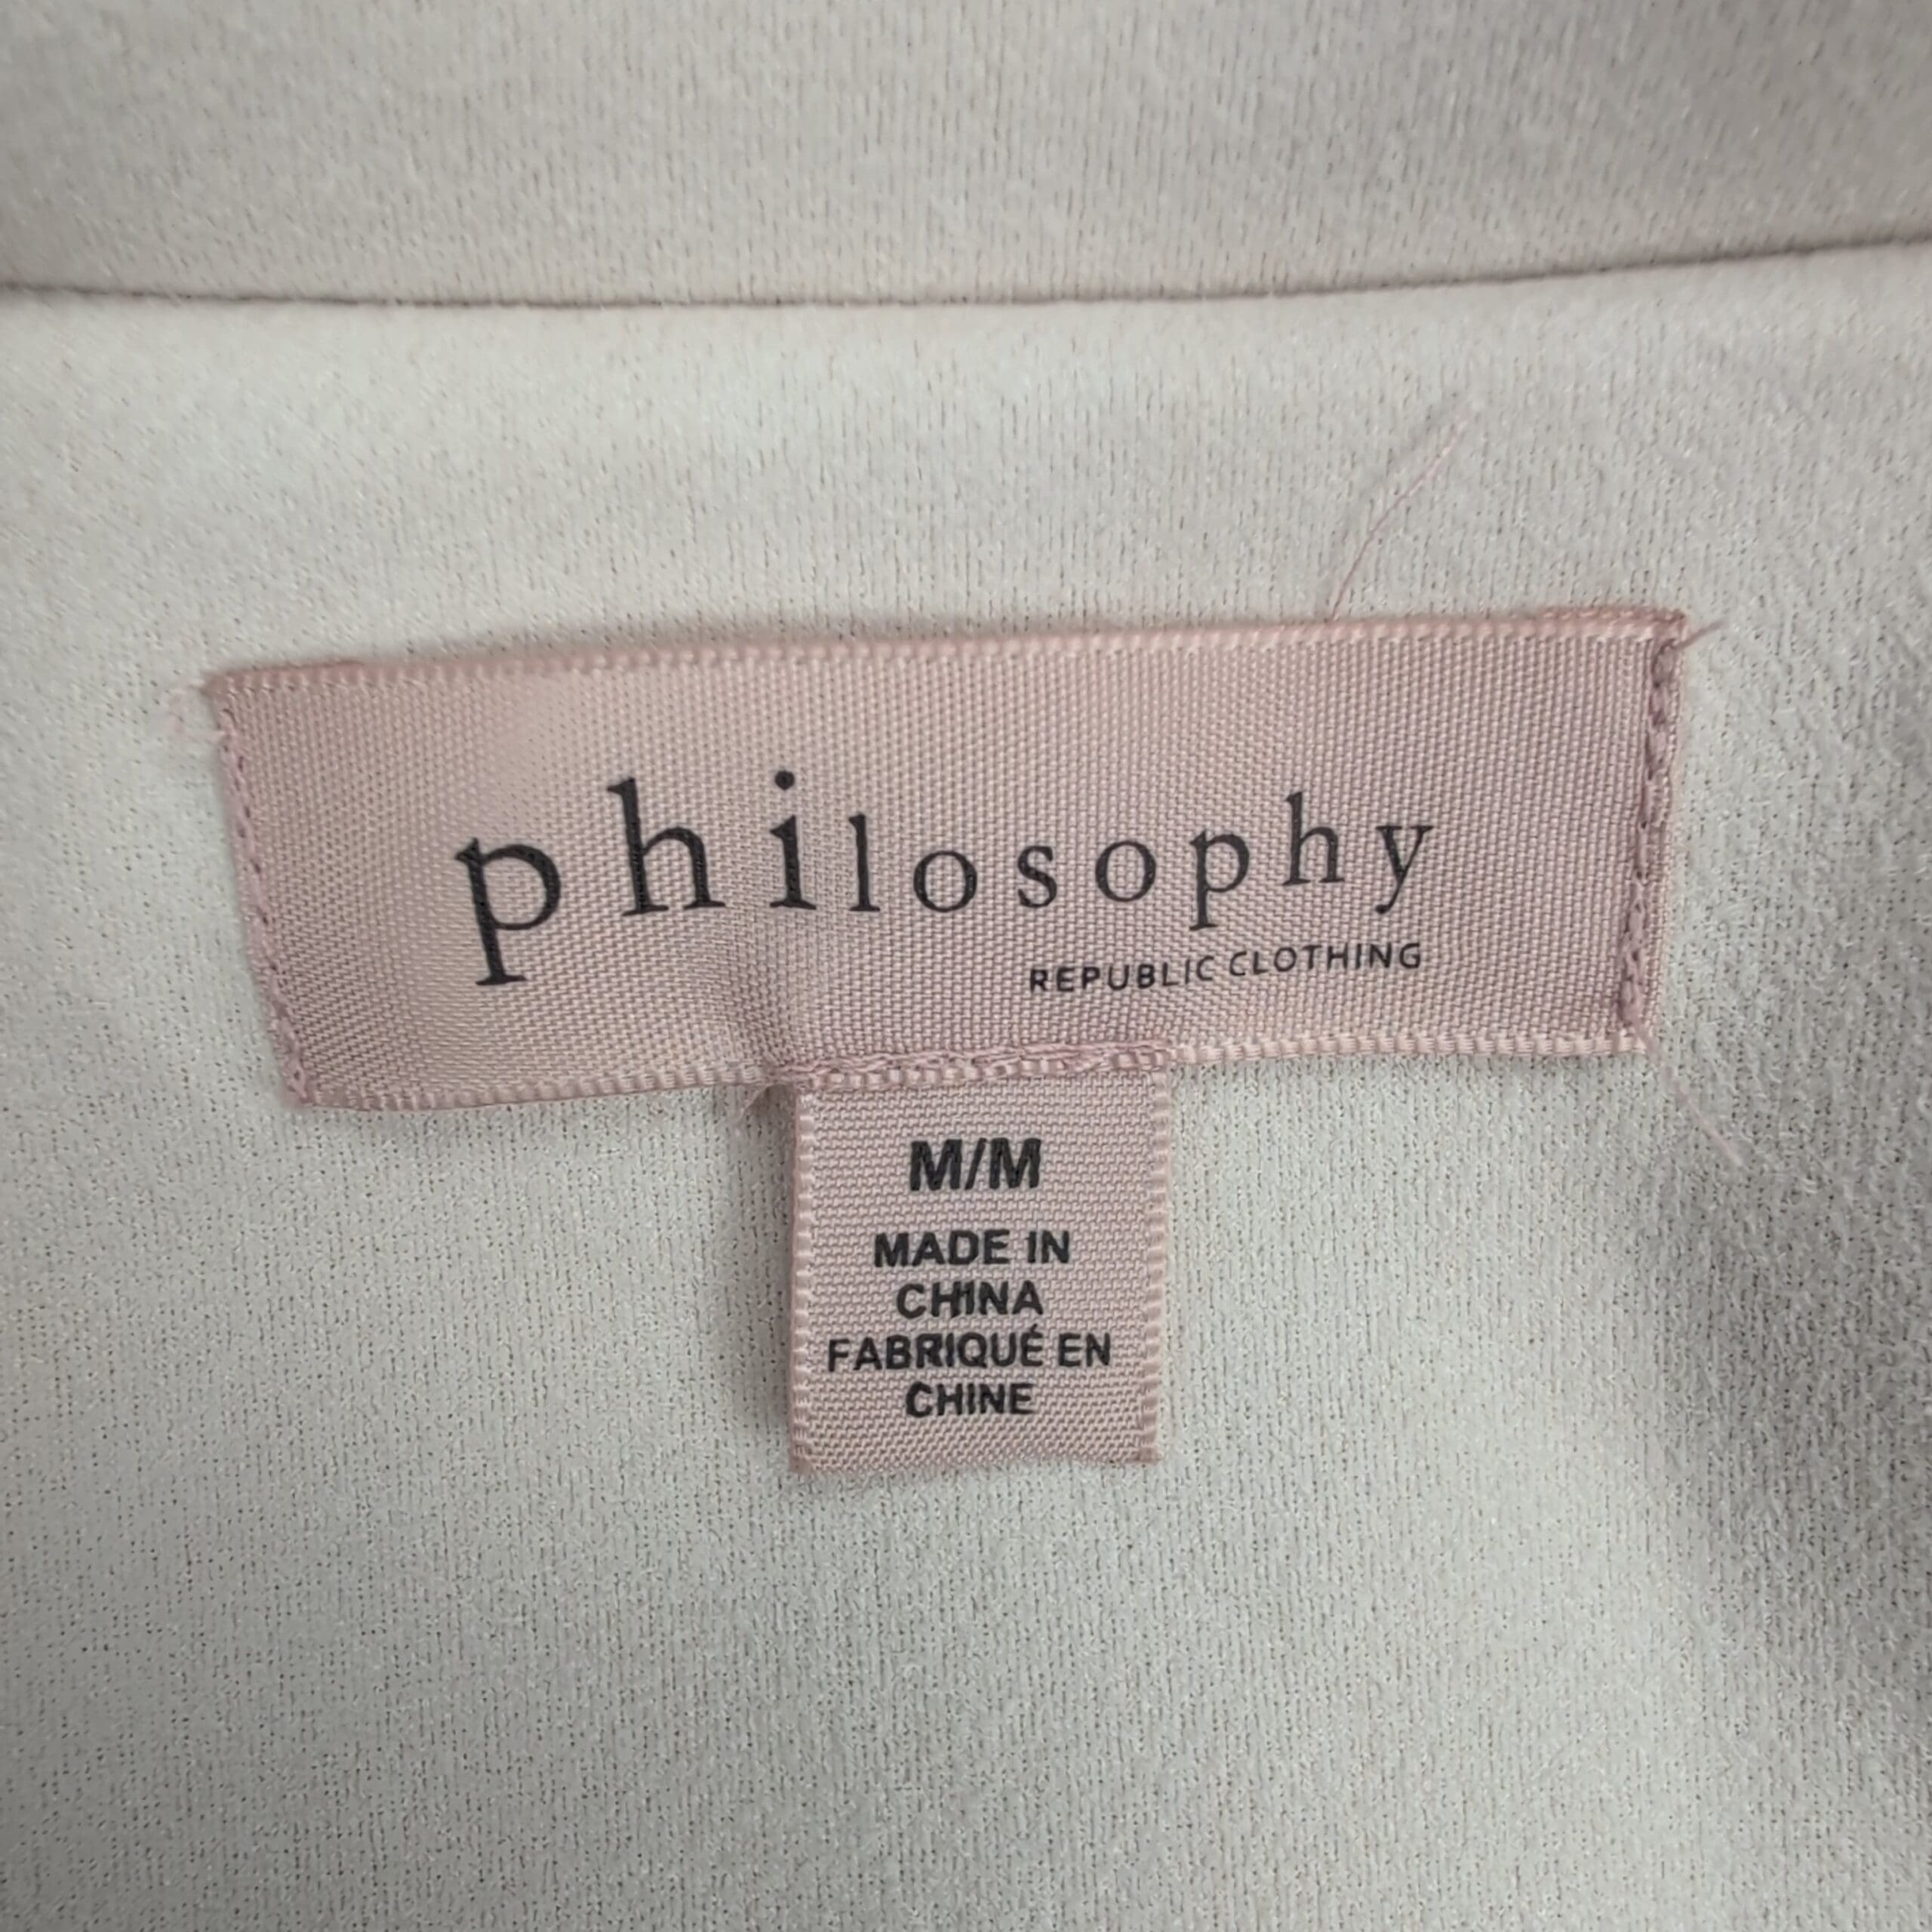 philosophy
REPUBLIC CLOTHING
M/M
MADE IN
CHINA
FABRIQUÉ EN
CHINE